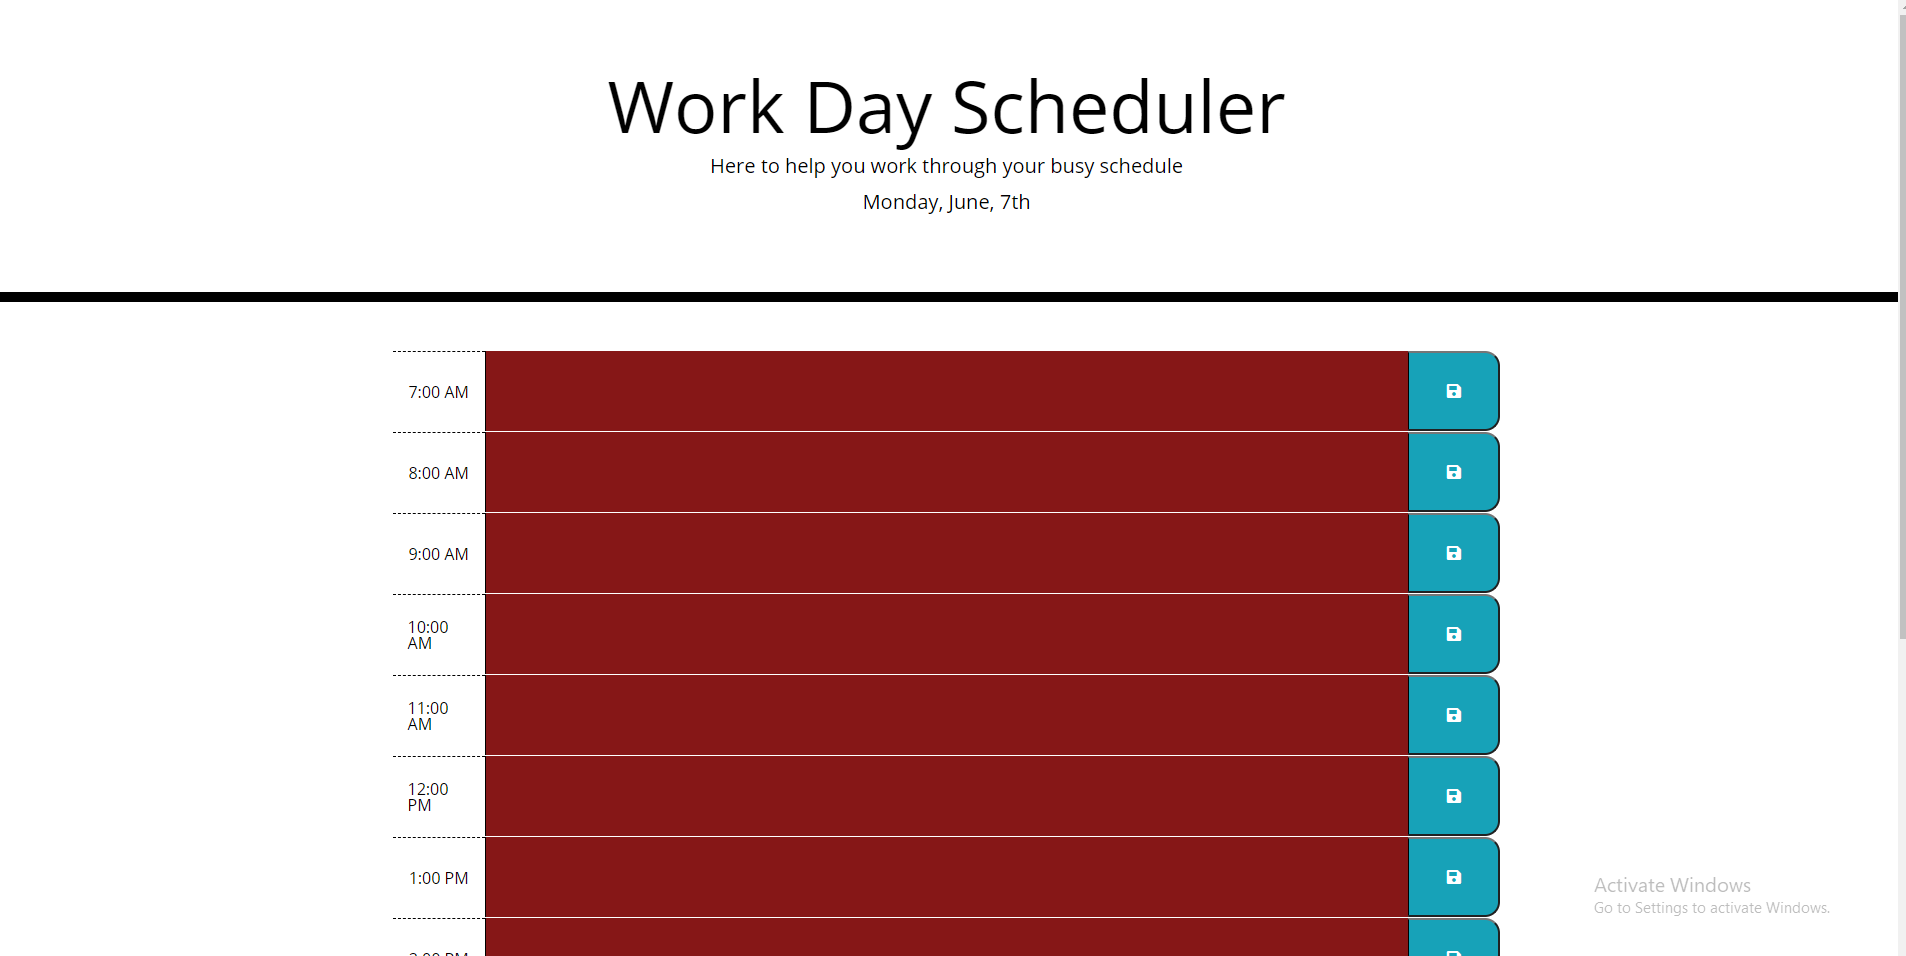 Work Day Scheduler
Here to help you work through your busy schedule
Monday, June, 7th
7:00 AM
8:00 AM
9:00 AM
10:00
AM
11:00
AM
12:00
PM
1:00 PM
Activate Windows
Go to Settings to activate Windows.